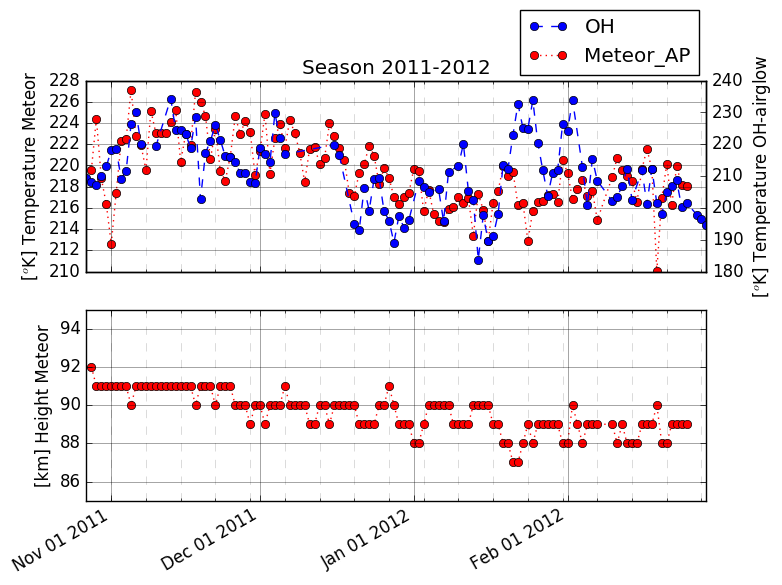 OH
Meteor_AP
Season 2011-2012
[°K] Temperature Meteor
228
226
224
222
220
218
216
214
212
210
240
230
220
210
200
190
180
[°K] Temperature OH-airglow
[km] Height Meteor
94
92
90
88
86
Nov 01 2011
Dec 01 2011
Jan 01 2012
Feb 01 2012